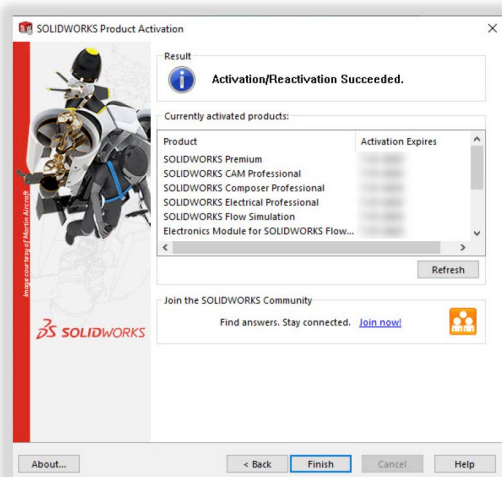 SOLIDWORKS Product Activation
Result
Activation/Reactivation Succeeded.
Currently activated products:
Product Activation Expires
SOLIDWORKS Premium
SOLIDWORKS CAM Professional
SOLIDWORKS Composer Professional
SOLIDWORKS Electrical Professional
SOLIDWORKS Flow Simulation
Electronics Module for SOLIDWORKS Flow...
Refresh
Join the SOLIDWORKS Community
Find answers. Stay connected. Join now!
Image courtesy of Martin Aircraft
SOLIDWORKS
About... < Back Finish Cancel Help